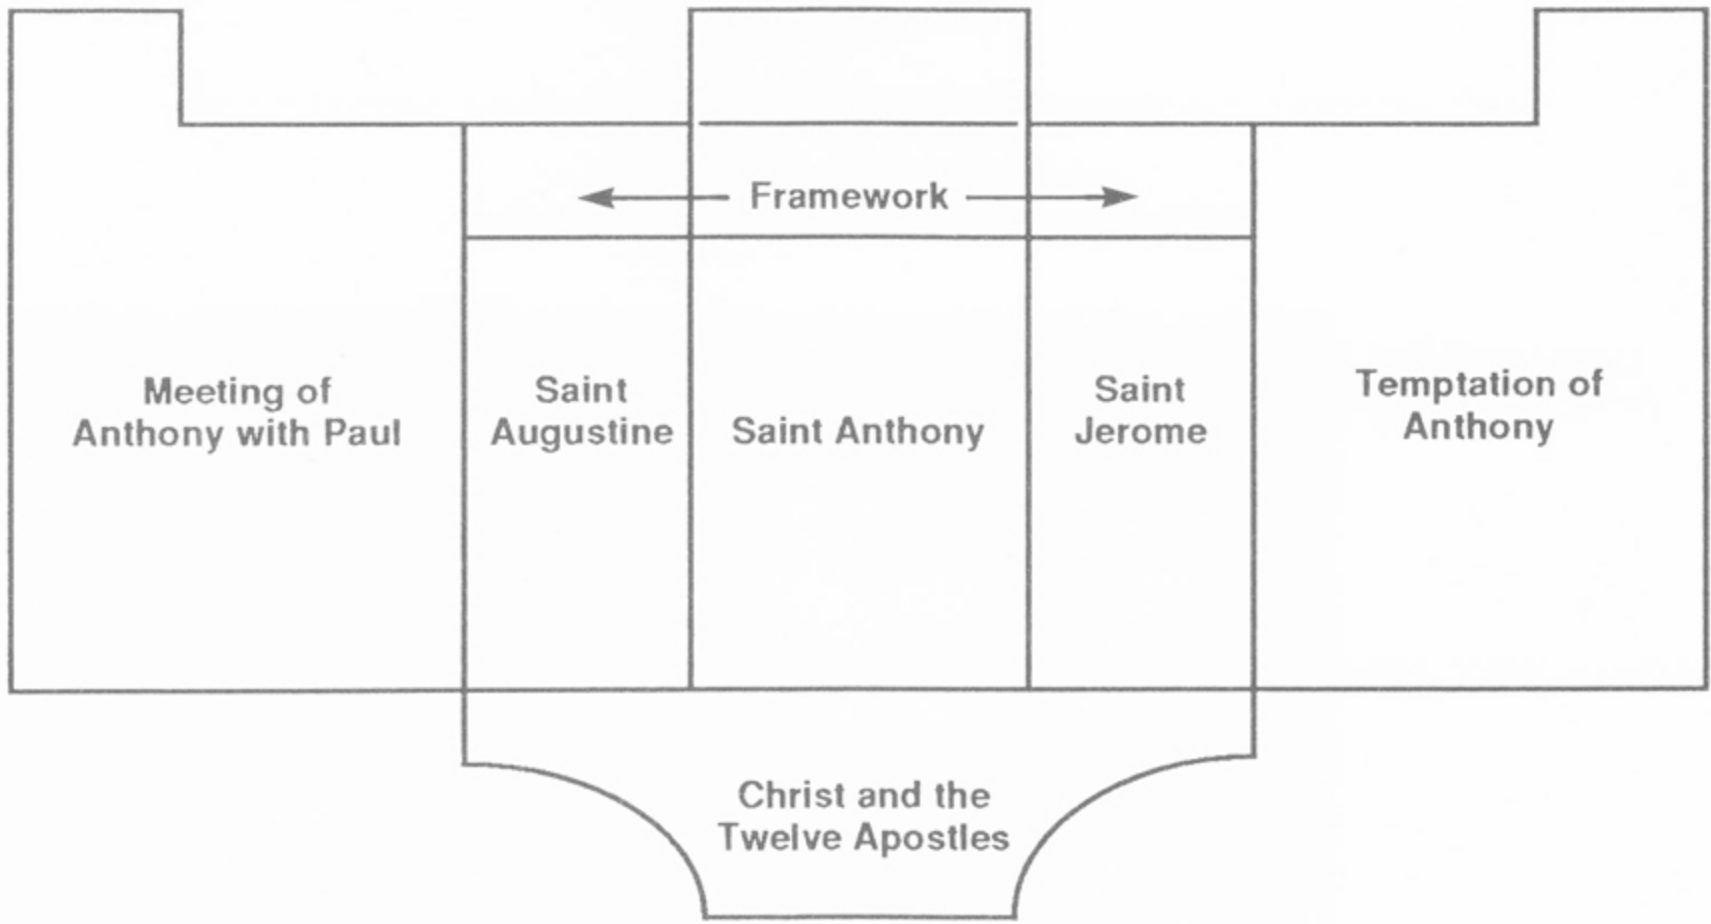 Framework
Meeting of
Anthony with Paul
Saint
Augustine
Saint Anthony
Saint
Jerome
Temptation of
Anthony
Christ and the
Twelve Apostles